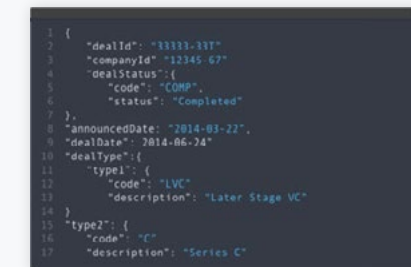 1 {
2 "dealId": "33333-33T"
3 "companyId" "12345-67"
4 "dealStatus":{
5 "code": "COMP",
6 "status": "Completed"
7 },
8 "announcedDate: "2014-03-22",
9 "dealDate": 2014-06-24"
10 "dealType":{
11 "type1": {
12 "code": "LVC"
13 "description": "Later Stage VC"
14 }
15 "type2": {
16 "code": "C"
17 "description": "Series C"